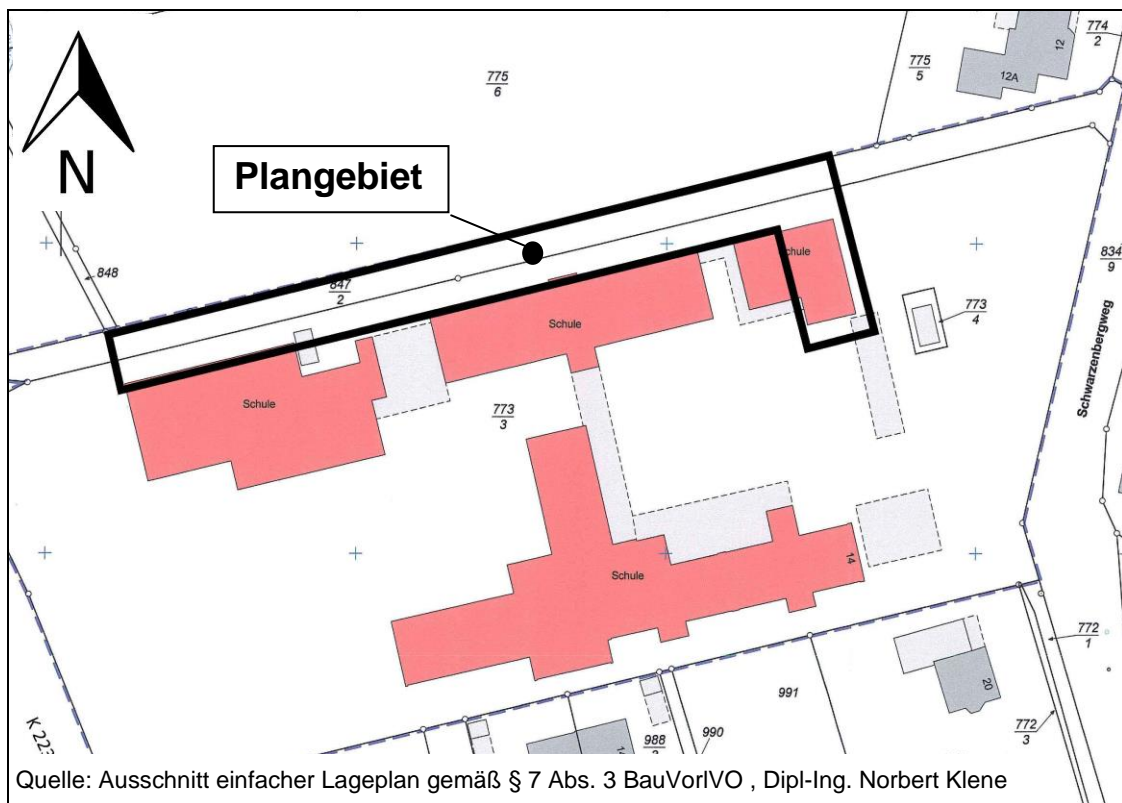 774
2
775
5
12
12A
775
6
N
Plangebiet
848
847
2
Schule
834
9
773
4
Schwarzenbergweg
Schule
Schule
773
3
14
Schule
772
1
991
20
772
3
990
988
K 223
Quelle: Ausschnitt einfacher Lageplan gemäß § 7 Abs. 3 BauVorlVO , Dipl-Ing. Norbert Klene